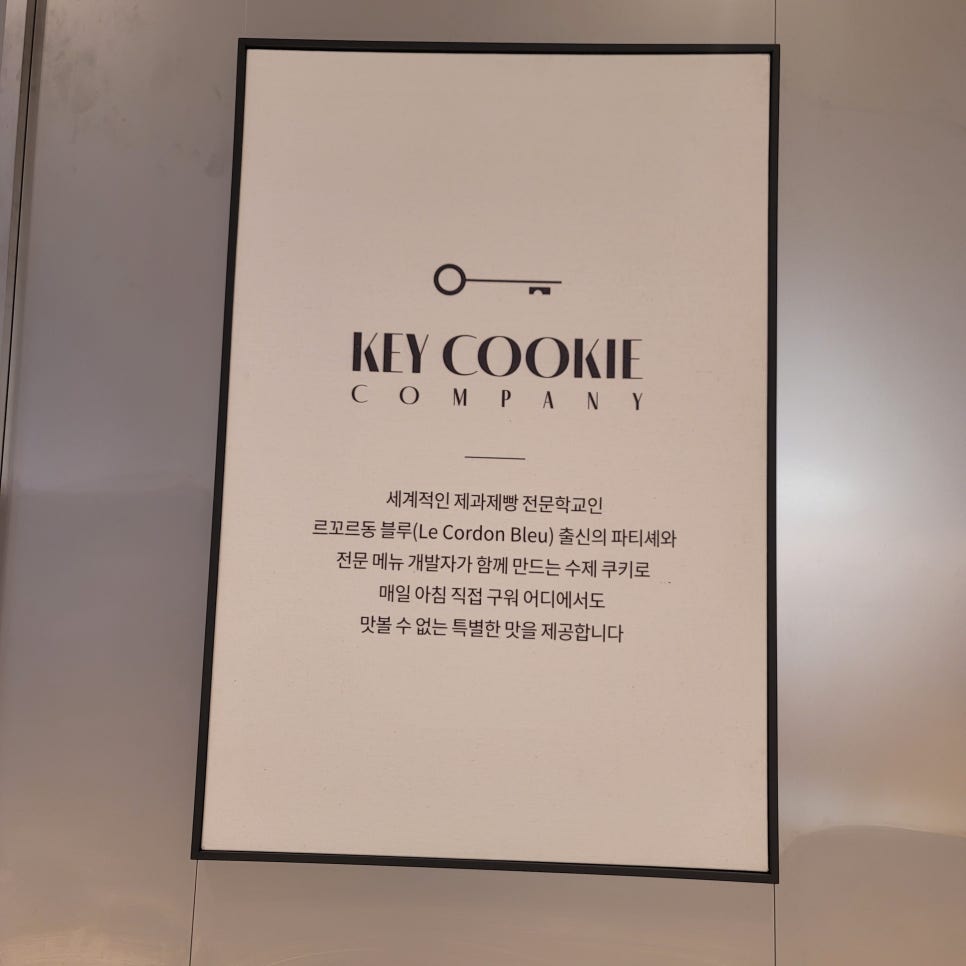 KEY COOKIE
COMPANY
세계적인 제과제빵 전문학교인
르꼬르동 블루(Le Cordon Bleu) 출신의 파티셰와
전문 메뉴 개발자가 함께 만드는 수제 쿠키로
매일 아침 직접 구워 어디에서도
맛볼 수 없는 특별한 맛을 제공합니다